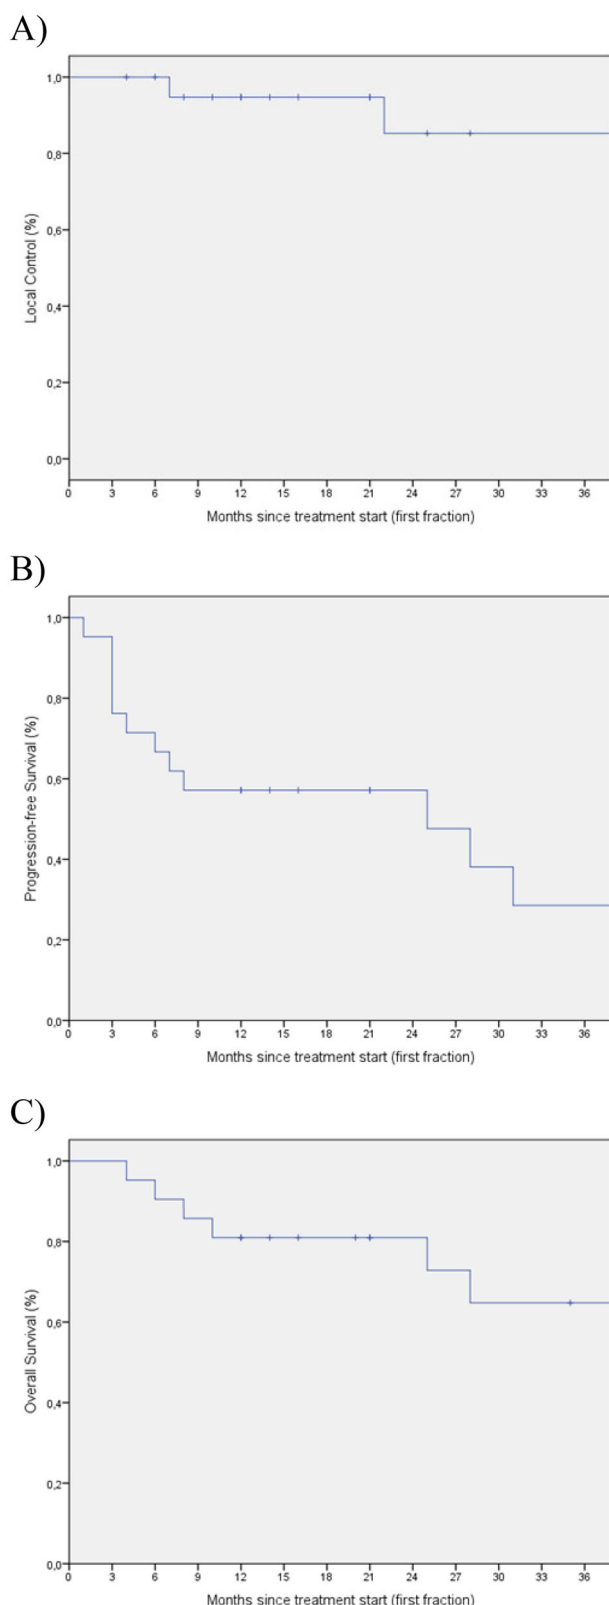 A)
1,0
0,8
0,6
0,4
0,2
0,0
Local Control (%)
0 3 6 9 12 15 18 21 24 27 30 33 36
Months since treatment start (first fraction)
B)
1,0
0,8
0,6
0,4
0,2
0,0
Progression-free Survival (%)
0 3 6 9 12 15 18 21 24 27 30 33 36
Months since treatment start (first fraction)
C)
1,0
0,8
0,6
0,4
0,2
0,0
Overall Survival (%)
0 3 6 9 12 15 18 21 24 27 30 33 36
Months since treatment start (first fraction)